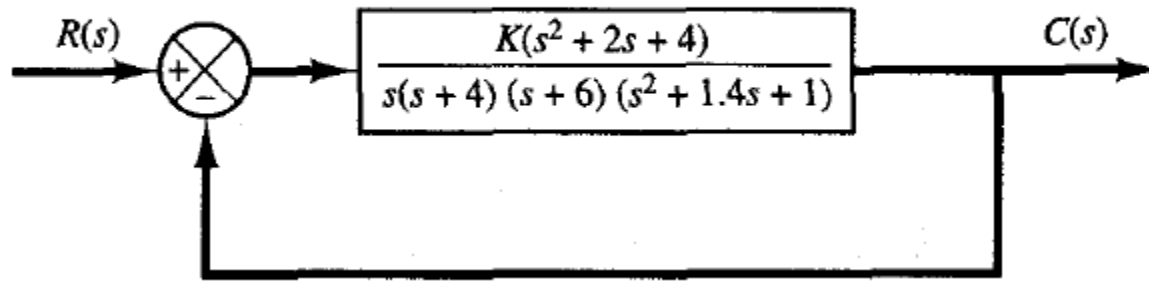 R(s)
+
−
K(s² + 2s + 4)
s(s + 4) (s + 6) (s² + 1.4s + 1)
C(s)